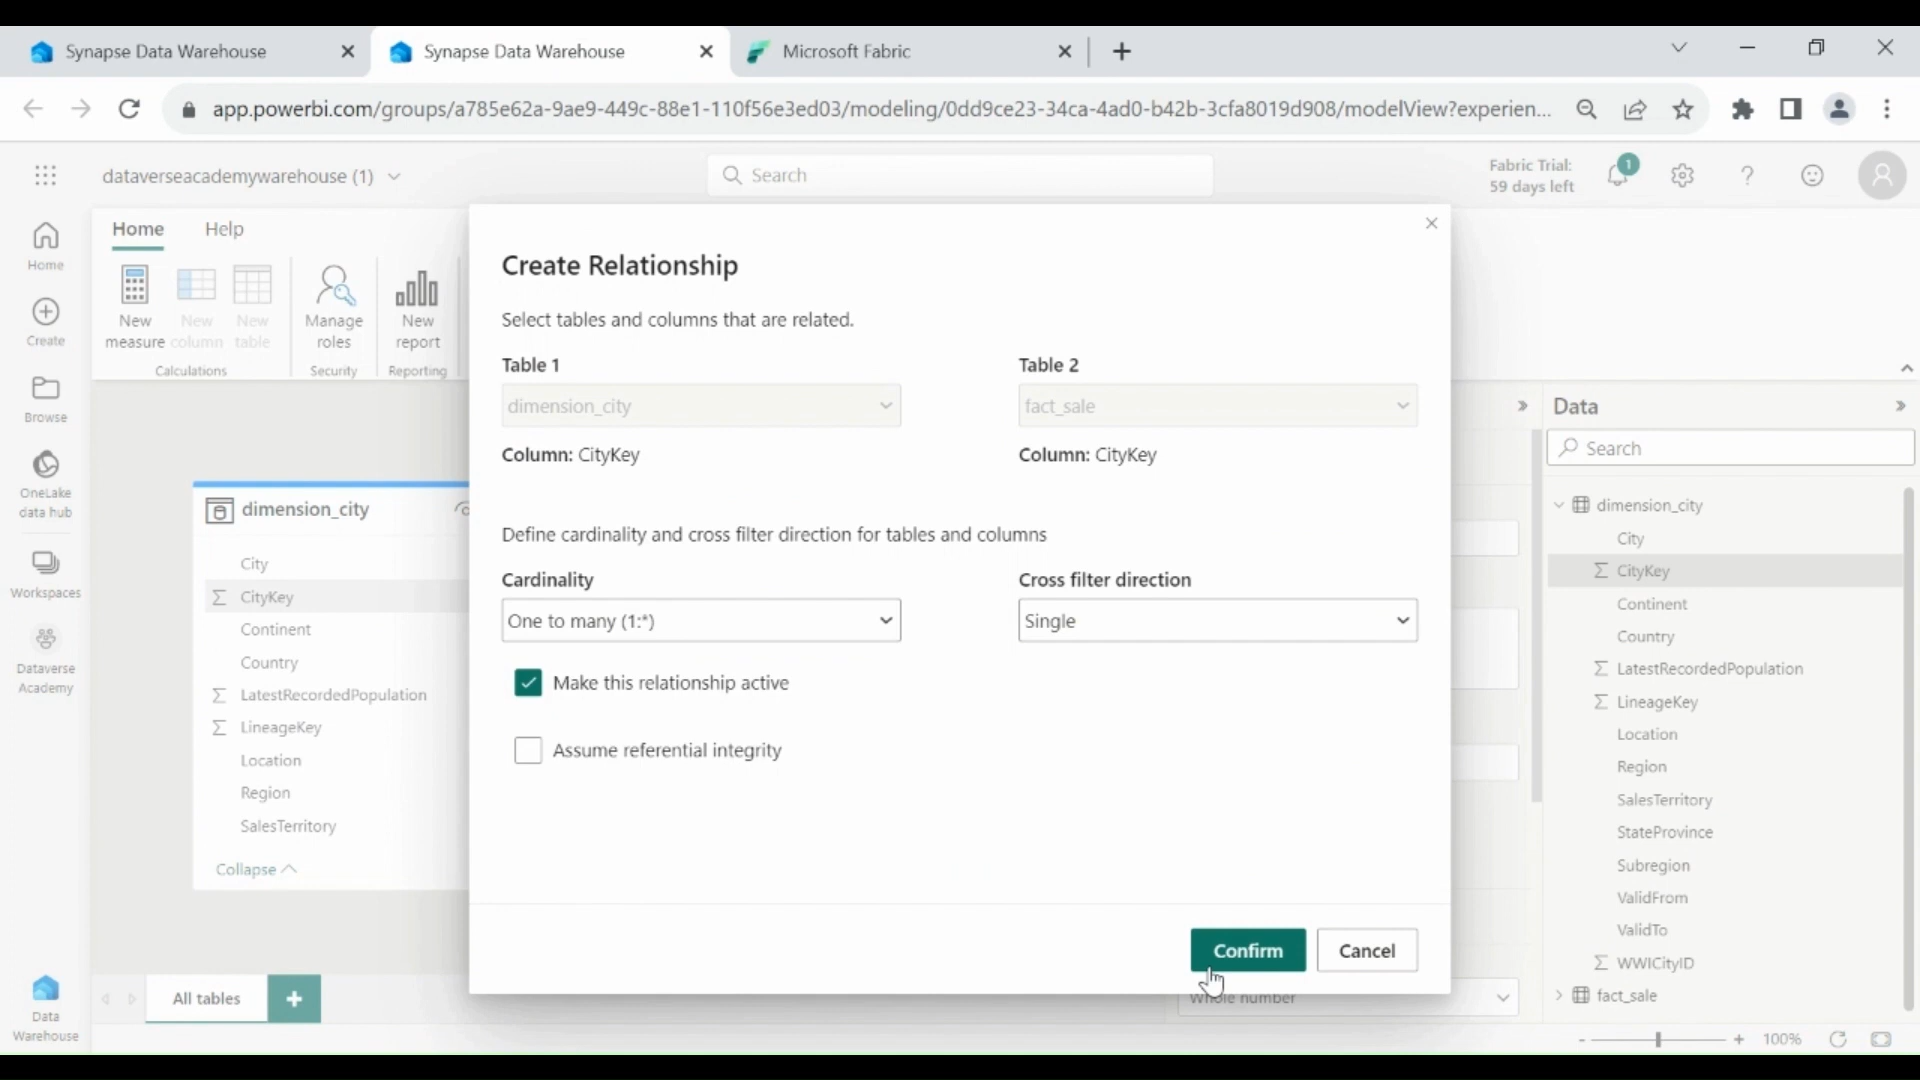 Synapse Data Warehouse
Synapse Data Warehouse
Microsoft Fabric
app.powerbi.com/groups/a785e62a-9ae9-449c-88e1-110f56e3ed03/modeling/0dd9ce23-34ca-4ad0-b42b-3cfa8019d908/modelView?experien...
dataverseacademywarehouse (1)
Search
Fabric Trial:
59 days left
1
Home
Create
Browse
OneLake
data hub
Workspaces
Dataverse
Academy
Data
Warehouse
Home
Help
New
measure
New
column
New
table
Calculations
Manage
roles
Security
New
report
Reporting
dimension_city
City
CityKey
Continent
Country
LatestRecordedPopulation
LineageKey
Location
Region
SalesTerritory
Collapse
All tables
Create Relationship
Select tables and columns that are related.
Table 1
Table 2
dimension_city
fact_sale
Column: CityKey
Column: CityKey
Define cardinality and cross filter direction for tables and columns
Cardinality
Cross filter direction
One to many (1:*)
Single
Make this relationship active
Assume referential integrity
Confirm
Cancel
Whole number
Data
Search
dimension_city
City
CityKey
Continent
Country
LatestRecordedPopulation
LineageKey
Location
Region
SalesTerritory
StateProvince
Subregion
ValidFrom
ValidTo
WWICityID
fact_sale
- + 100%